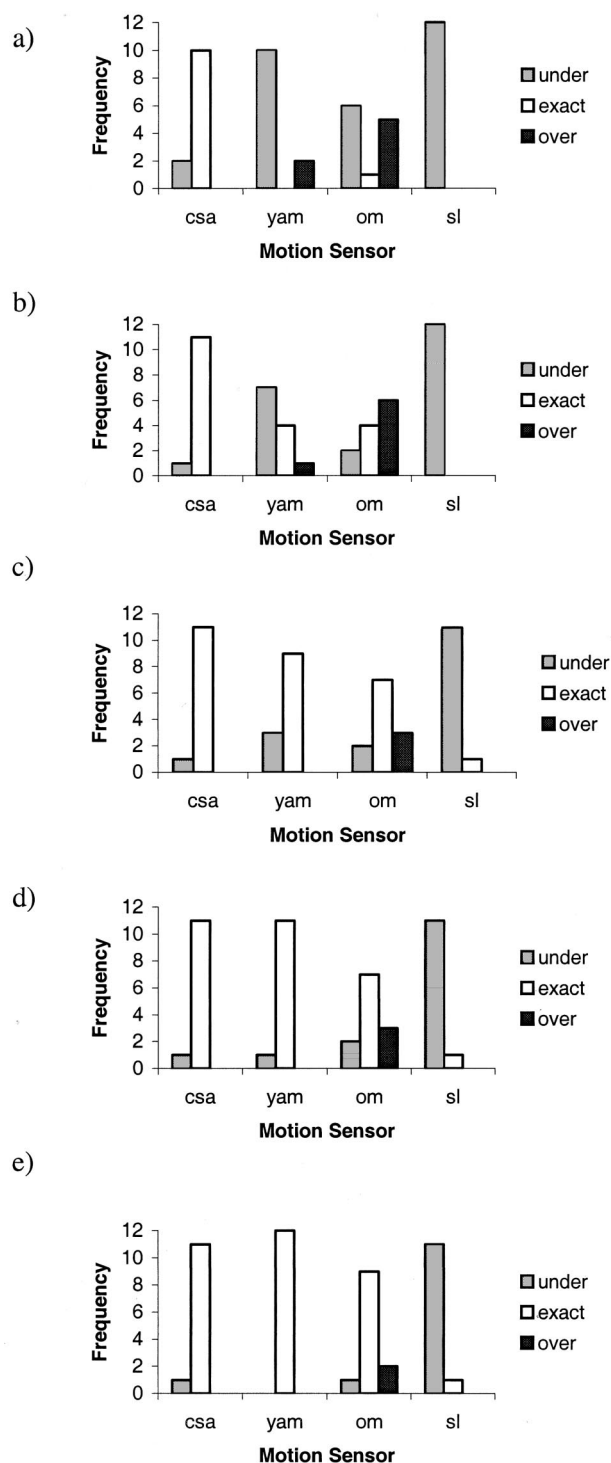 a)
Frequency
12
10
8
6
4
2
0
csa yam om sl
Motion Sensor
under
exact
over
b)
Frequency
12
10
8
6
4
2
0
csa yam om sl
Motion Sensor
under
exact
over
c)
Frequency
12
10
8
6
4
2
0
csa yam om sl
Motion Sensor
under
exact
over
d)
Frequency
12
10
8
6
4
2
0
csa yam om sl
Motion Sensor
under
exact
over
e)
Frequency
12
10
8
6
4
2
0
csa yam om sl
Motion Sensor
under
exact
over